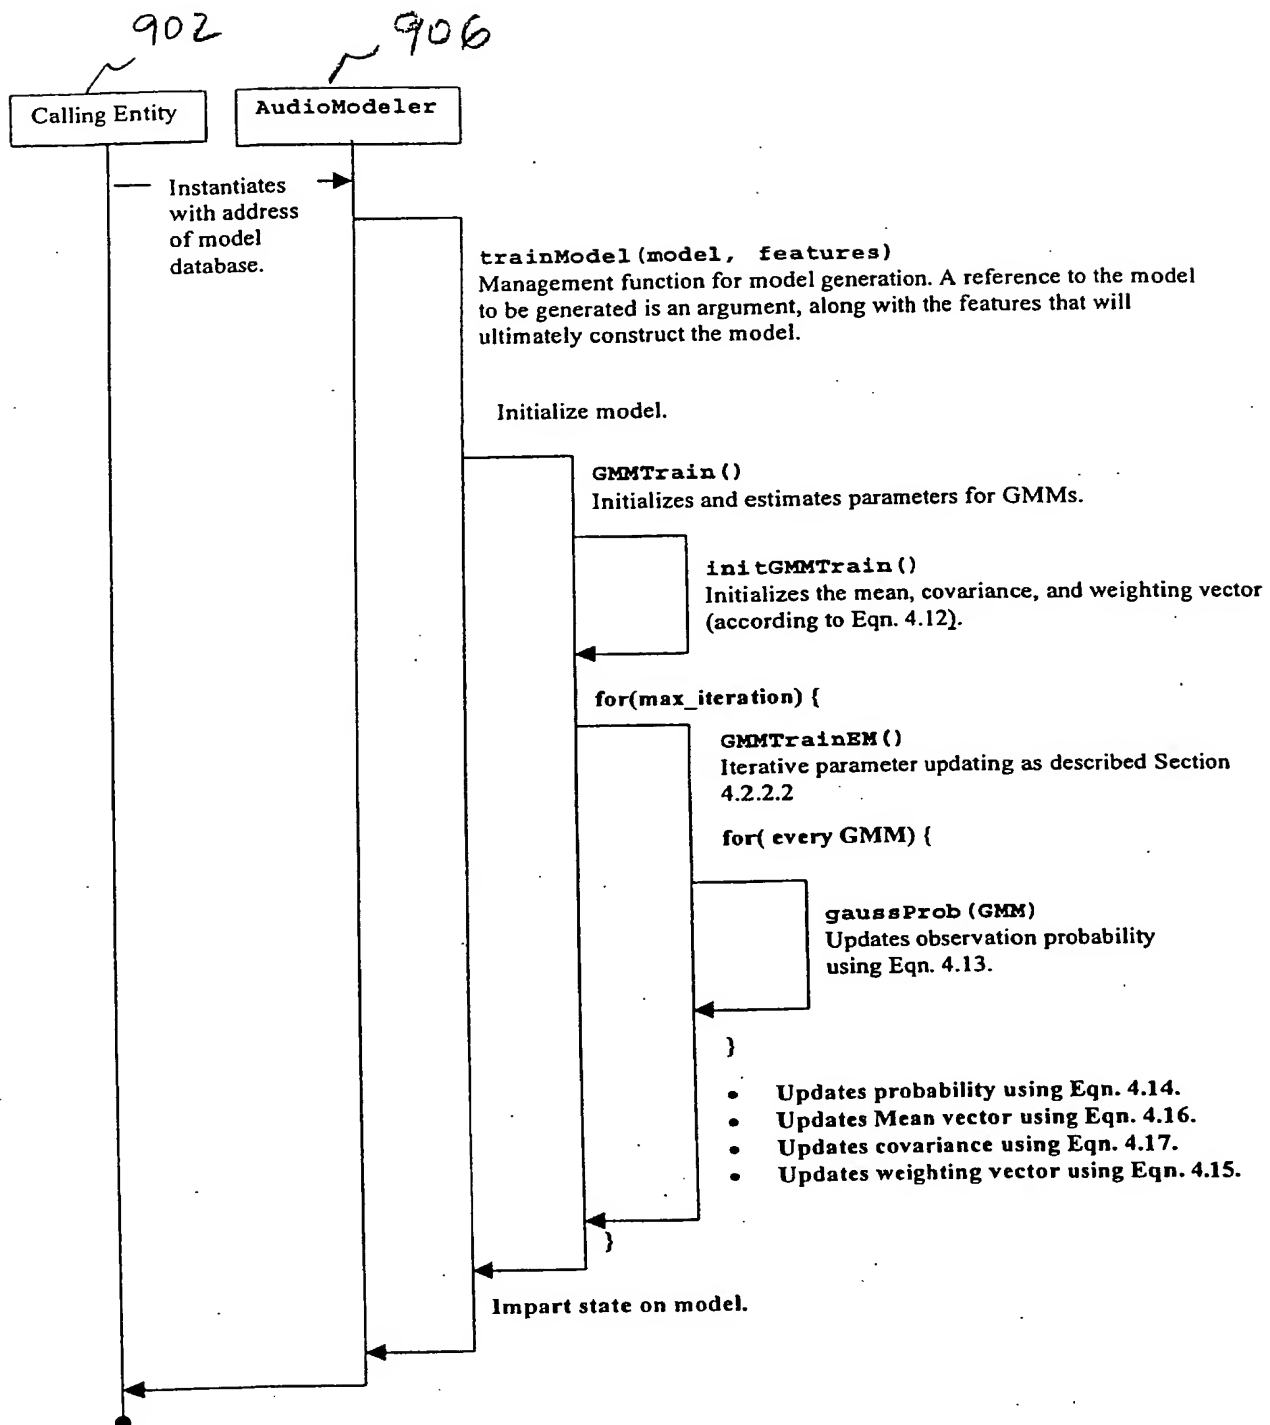 902
906
Calling Entity
AudioModeler
Instantiates
with address
of model
database.
trainModel(model, features)
Management function for model generation. A reference to the model
to be generated is an argument, along with the features that will
ultimately construct the model.
Initialize model.
GMMTrain()
Initializes and estimates parameters for GMMs.
initGMMTrain()
Initializes the mean, covariance, and weighting vector
(according to Eqn. 4.12).
for(max_iteration) {
GMMTrainEM()
Iterative parameter updating as described Section
4.2.2.2
for( every GMM) {
gaussProb(GMM)
Updates observation probability
using Eqn. 4.13.
}
• Updates probability using Eqn. 4.14.
• Updates Mean vector using Eqn. 4.16.
• Updates covariance using Eqn. 4.17.
• Updates weighting vector using Eqn. 4.15.
}
Impart state on model.